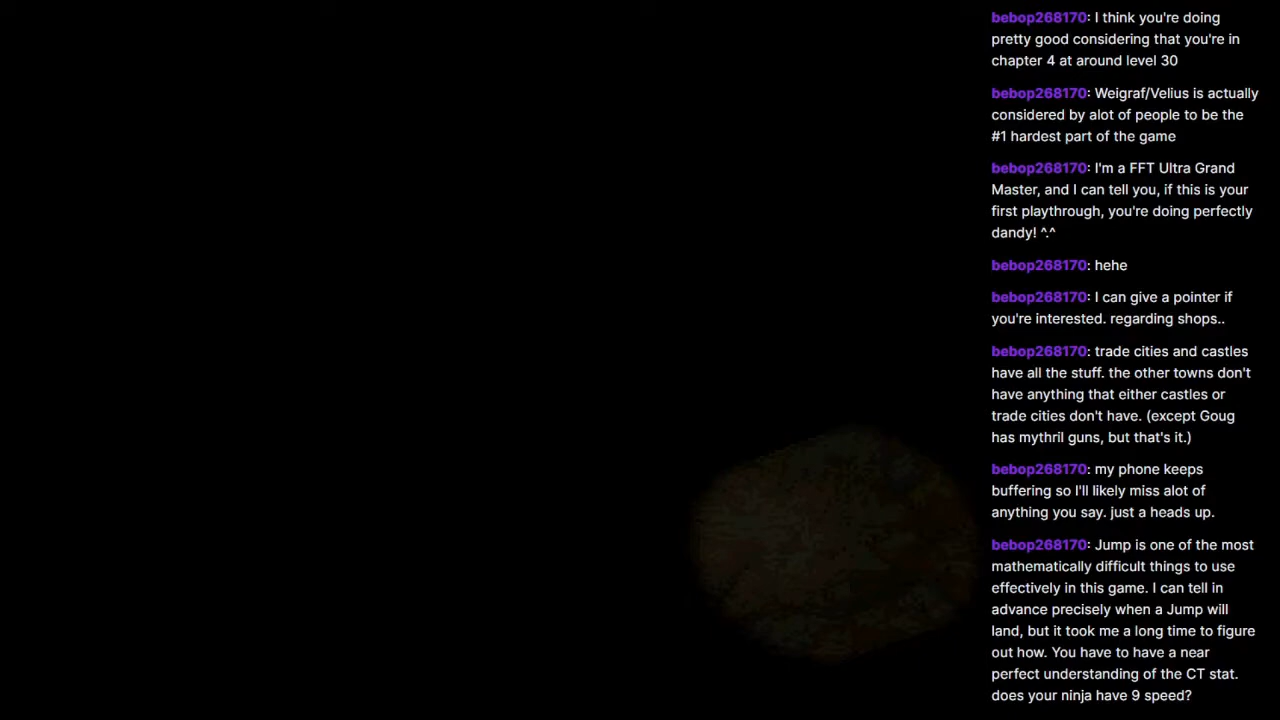 bebop268170: I think you're doing
pretty good considering that you're in
chapter 4 at around level 30
bebop268170: Weigraf/Velius is actually
considered by alot of people to be the
#1 hardest part of the game
bebop268170: I'm a FFT Ultra Grand
Master, and I can tell you, if this is your
first playthrough, you're doing perfectly
dandy! ^.^
bebop268170: hehe
bebop268170: I can give a pointer if
you're interested. regarding shops..
bebop268170: trade cities and castles
have all the stuff. the other towns don't
have anything that either castles or
trade cities don't have. (except Goug
has mythril guns, but that's it.)
bebop268170: my phone keeps
buffering so I'll likely miss alot of
anything you say. just a heads up.
bebop268170: Jump is one of the most
mathematically difficult things to use
effectively in this game. I can tell in
advance precisely when a Jump will
land, but it took me a long time to figure
out how. You have to have a near
perfect understanding of the CT stat.
does your ninja have 9 speed?